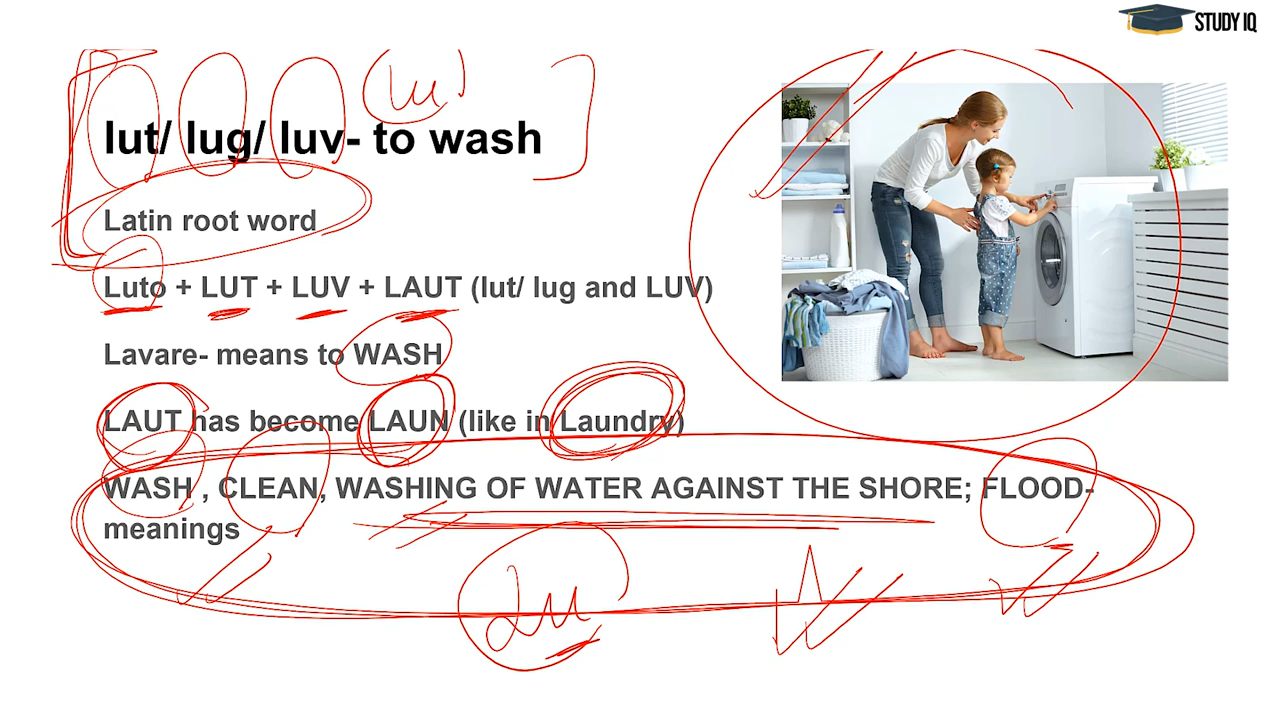 STUDY IQ
lu
lut/ lug/ luv- to wash
Latin root word
Luto + LUT + LUV + LAUT (lut/ lug and LUV)
Lavare- means to WASH
LAUT has become LAUN (like in Laundry)
WASH , CLEAN, WASHING OF WATER AGAINST THE SHORE; FLOOD-
meanings
Lu